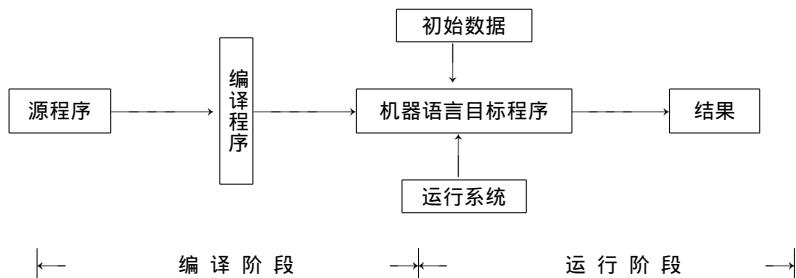 初始数据
源程序
编译程序
机器语言目标程序
结果
运行系统
编译阶段
运行阶段